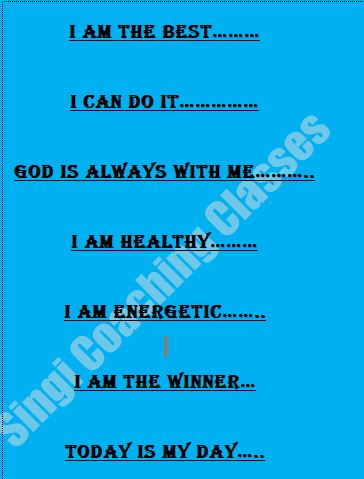 I AM THE BEST………
I CAN DO IT……………
GOD IS ALWAYS WITH ME………..
I AM HEALTHY………
I AM ENERGETIC……..
I AM THE WINNER…
TODAY IS MY DAY…..
Singi Coaching Classes